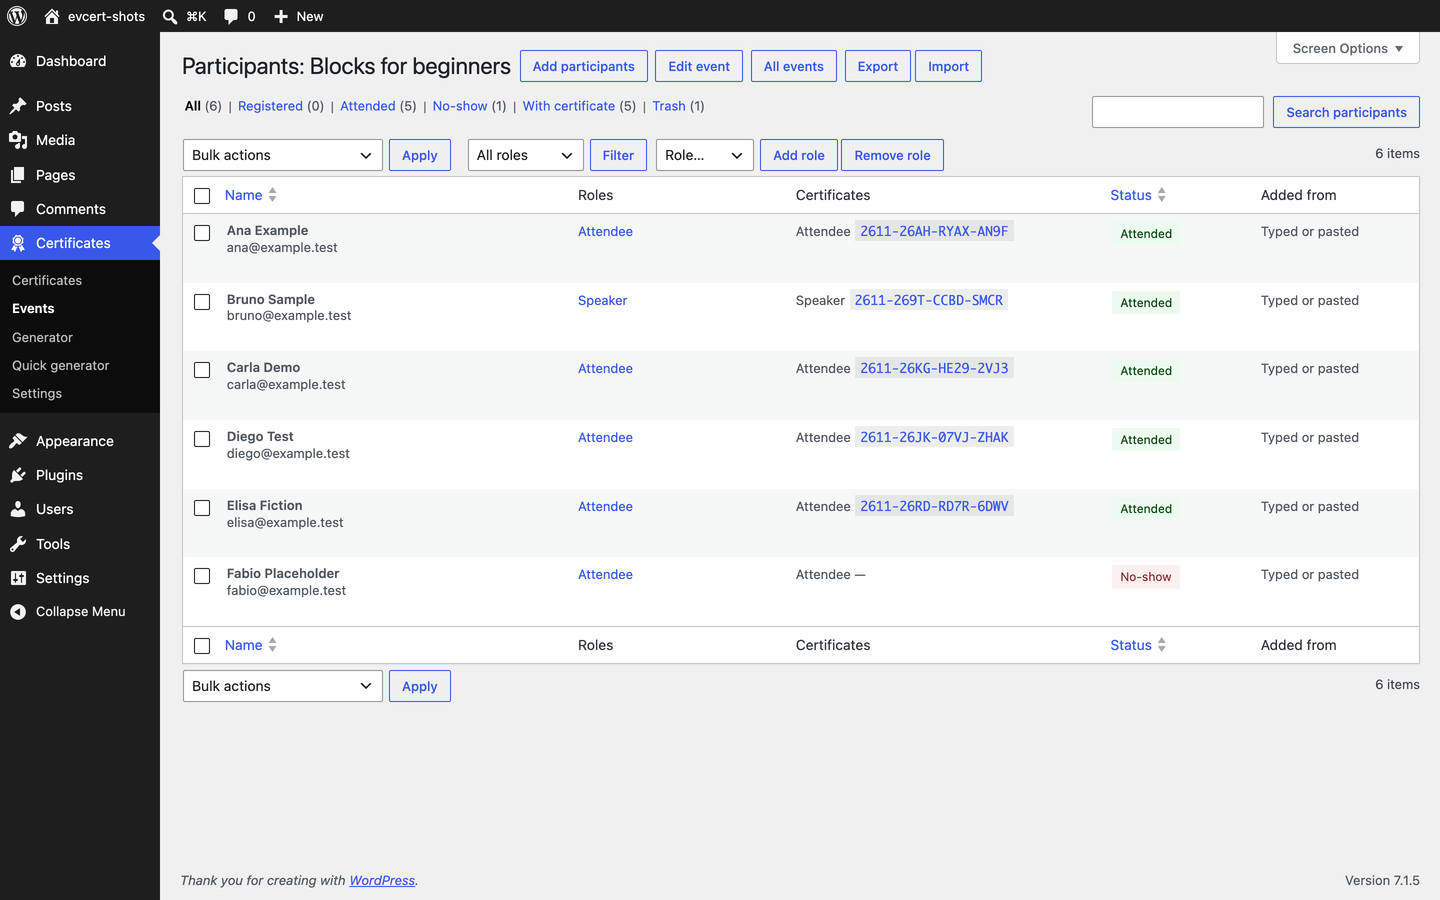 evcert-shots ⌘K 0 New
Screen Options ▼
Dashboard
Posts
Media
Pages
Comments
Certificates
Certificates
Events
Generator
Quick generator
Settings
Appearance
Plugins
Users
Tools
Settings
Collapse Menu
Participants: Blocks for beginners Add participants Edit event All events Export Import
All (6) | Registered (0) | Attended (5) | No-show (1) | With certificate (5) | Trash (1)
Search participants
Bulk actions Apply All roles Filter Role... Add role Remove role 6 items
Name Roles Certificates Status Added from
Ana Example Attendee Attendee 2611-26AH-RYAX-AN9F Attended Typed or pasted
ana@example.test
Bruno Sample Speaker Speaker 2611-269T-CCBD-SMCR Attended Typed or pasted
bruno@example.test
Carla Demo Attendee Attendee 2611-26KG-HE29-2VJ3 Attended Typed or pasted
carla@example.test
Diego Test Attendee Attendee 2611-26JK-07VJ-ZHAK Attended Typed or pasted
diego@example.test
Elisa Fiction Attendee Attendee 2611-26RD-RD7R-6DWV Attended Typed or pasted
elisa@example.test
Fabio Placeholder Attendee Attendee — No-show Typed or pasted
fabio@example.test
Name Roles Certificates Status Added from
Bulk actions Apply 6 items
Thank you for creating with WordPress. Version 7.1.5